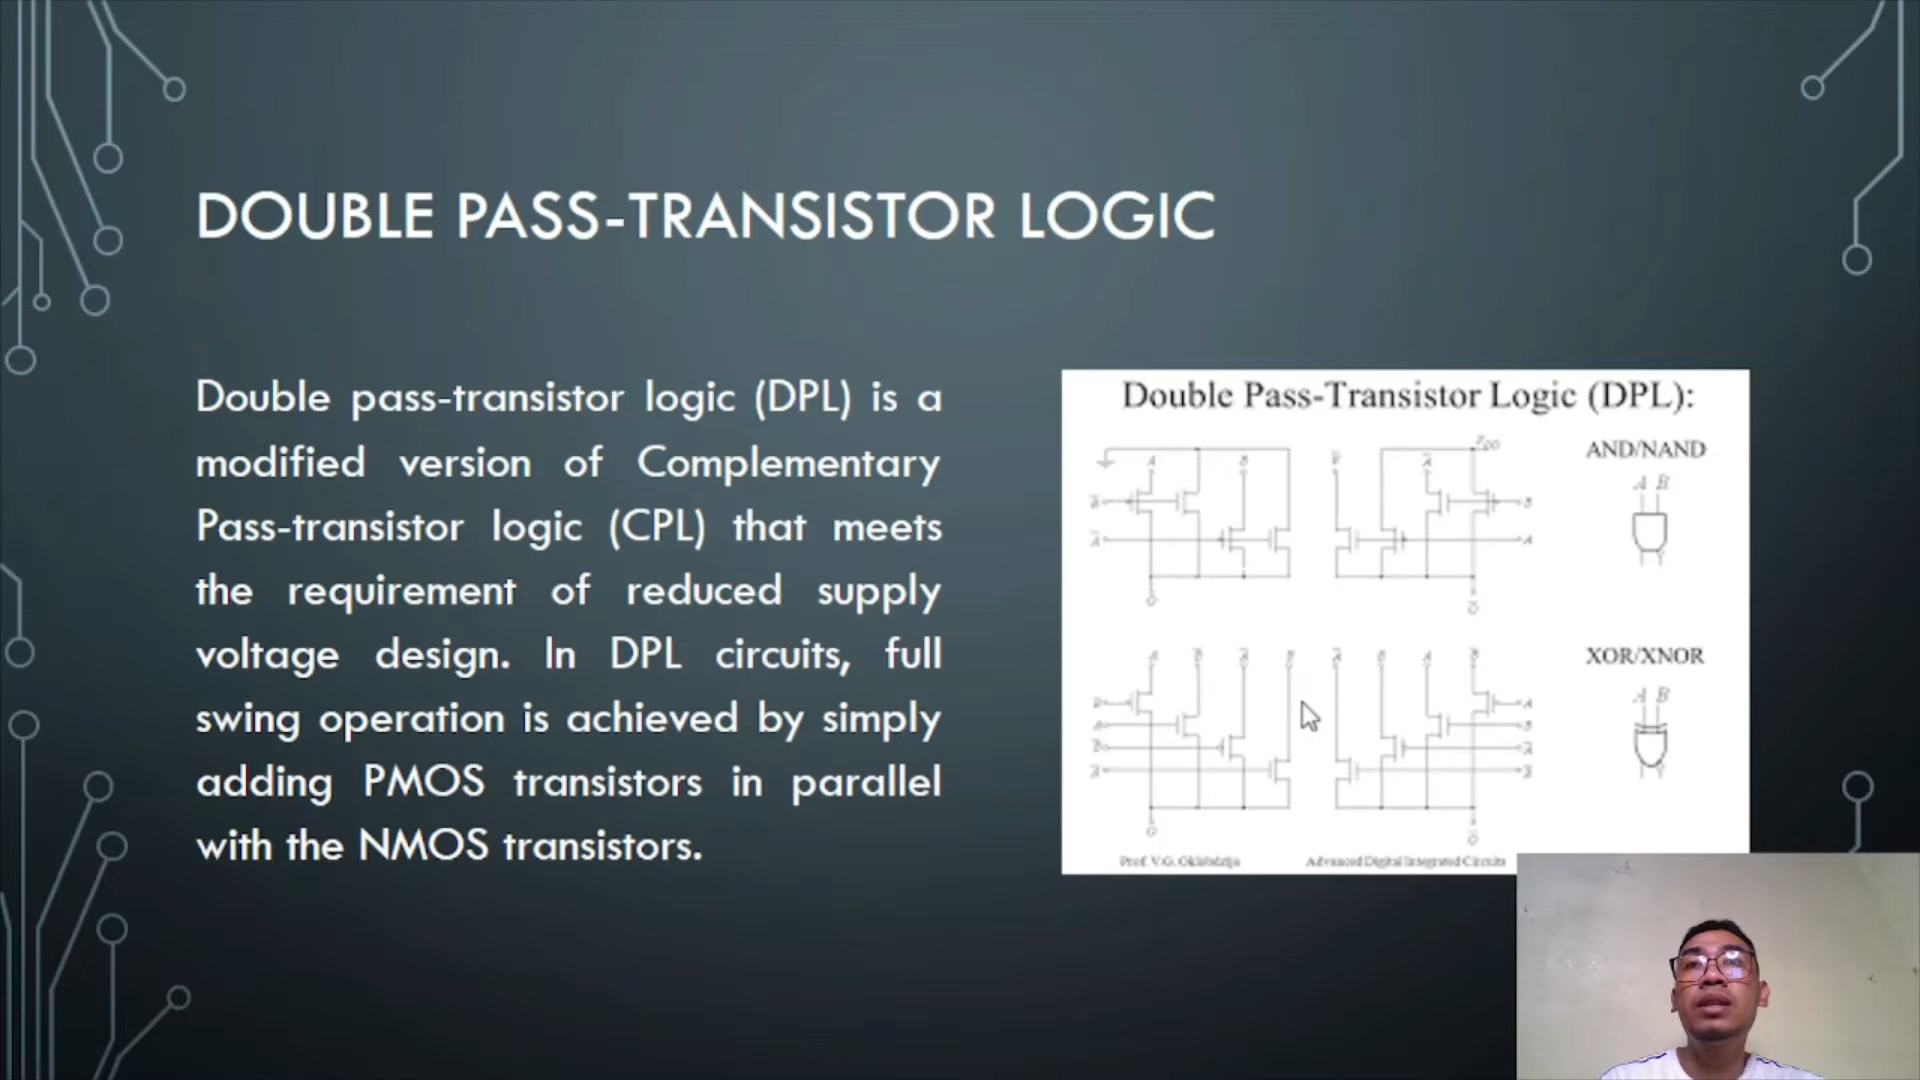 DOUBLE PASS-TRANSISTOR LOGIC
Double pass-transistor logic (DPL) is a
modified version of Complementary
Pass-transistor logic (CPL) that meets
the requirement of reduced supply
voltage design. In DPL circuits, full
swing operation is achieved by simply
adding PMOS transistors in parallel
with the NMOS transistors.
Double Pass-Transistor Logic (DPL):
AND/NAND
A B
XOR/XNOR
A B
Prof. V.G. Oklobdzija
Advanced Digital Integrated Circuits